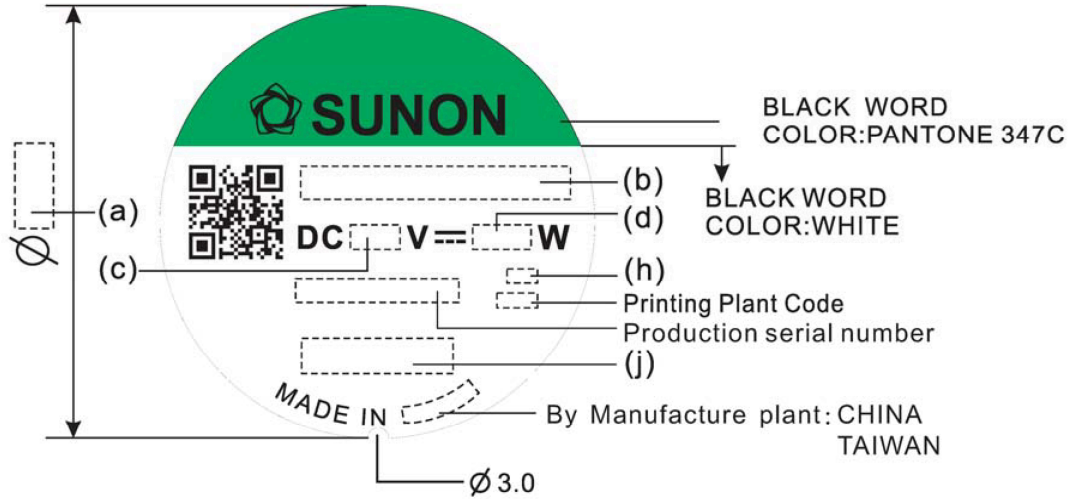 SUNON
BLACK WORD
COLOR:PANTONE 347C
(b)
BLACK WORD
COLOR:WHITE
(a)
(d)
DC V W
(c)
(h)
Printing Plant Code
Production serial number
(j)
MADE IN
By Manufacture plant: CHINA
TAIWAN
Ø 3.0
Ø